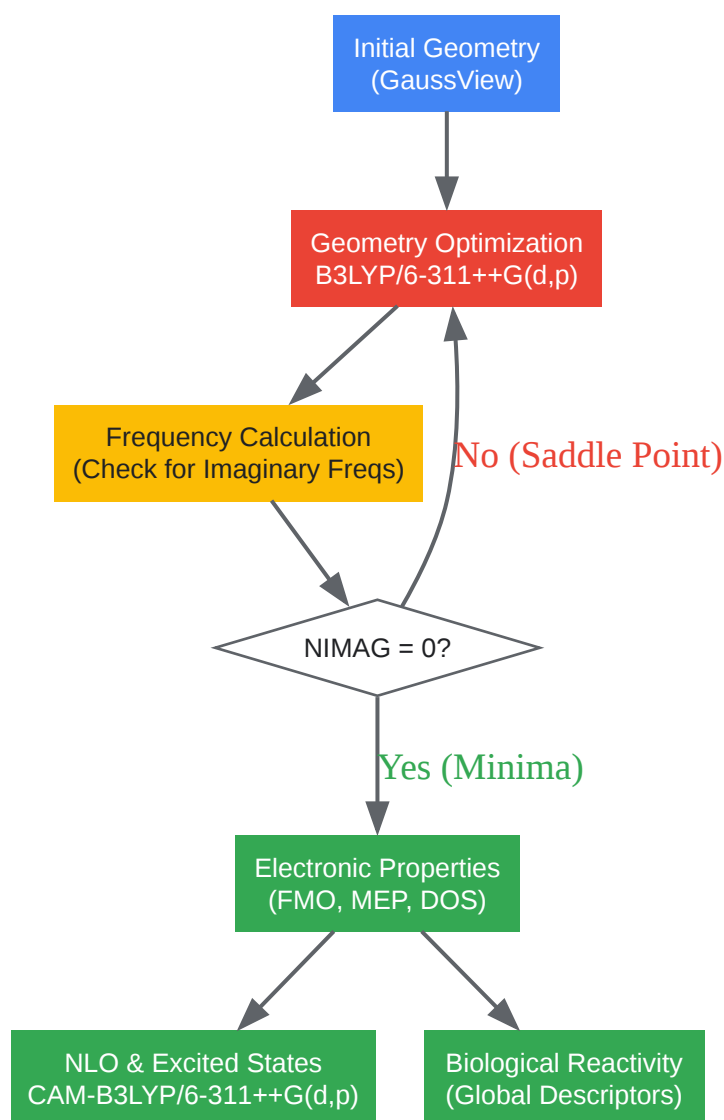 Initial Geometry
(GaussView)
Geometry Optimization
B3LYP/6-311++G(d,p)
Frequency Calculation
(Check for Imaginary Freqs)
No (Saddle Point)
NIMAG = 0?
Yes (Minima)
Electronic Properties
(FMO, MEP, DOS)
NLO & Excited States
CAM-B3LYP/6-311++G(d,p)
Biological Reactivity
(Global Descriptors)